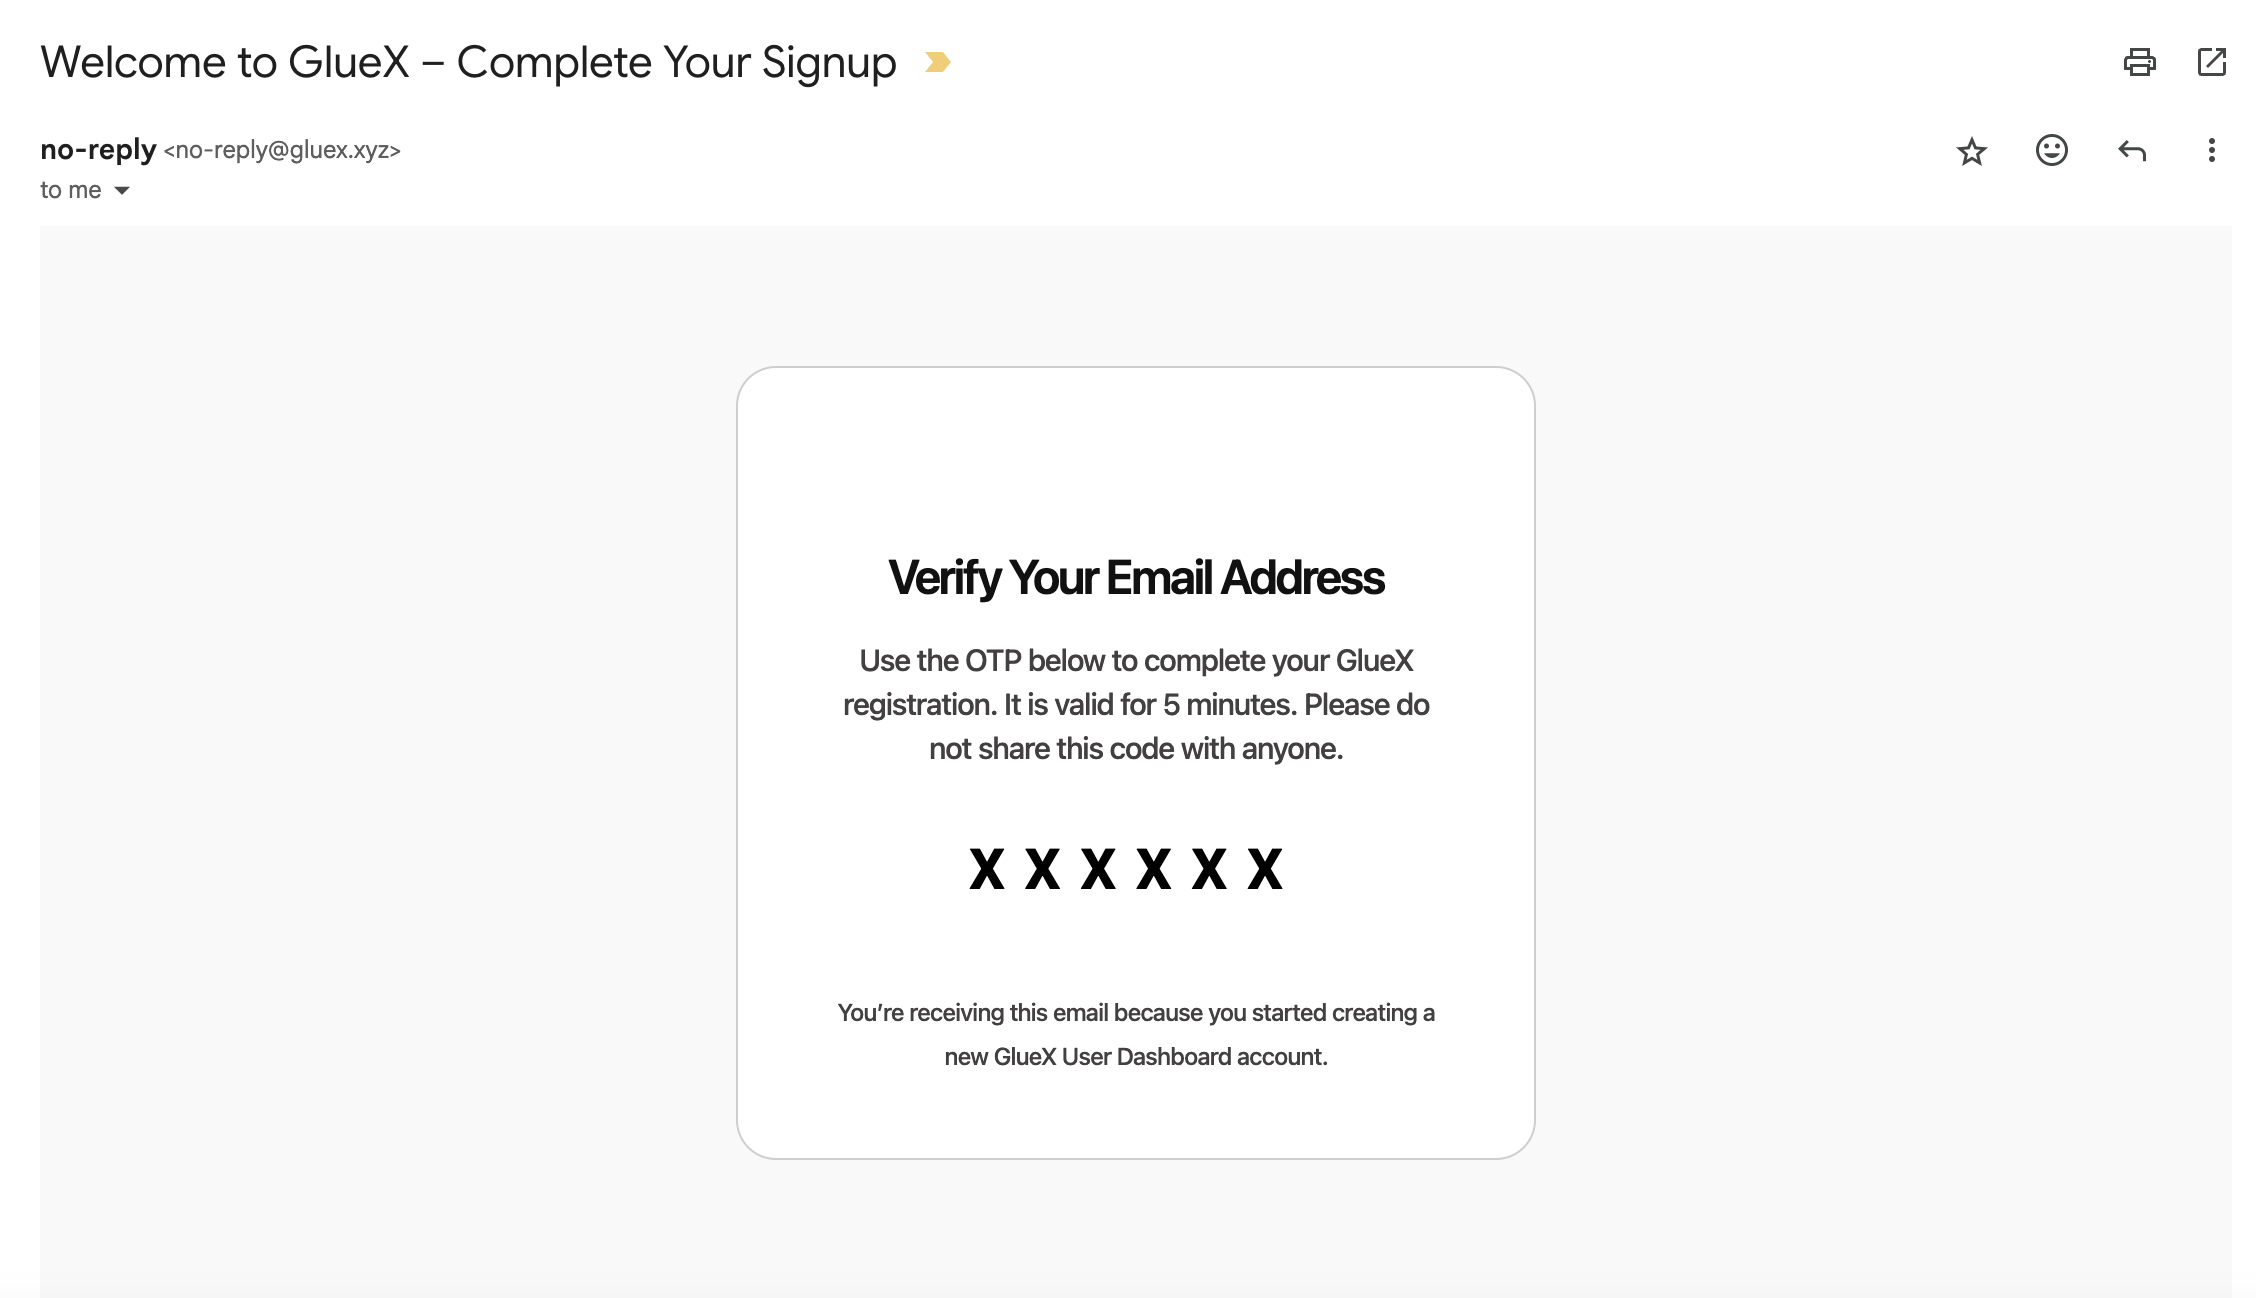 Welcome to GlueX – Complete Your Signup
no-reply <no-reply@gluex.xyz>
to me
Verify Your Email Address
Use the OTP below to complete your GlueX
registration. It is valid for 5 minutes. Please do
not share this code with anyone.
X X X X X X
You’re receiving this email because you started creating a
new GlueX User Dashboard account.